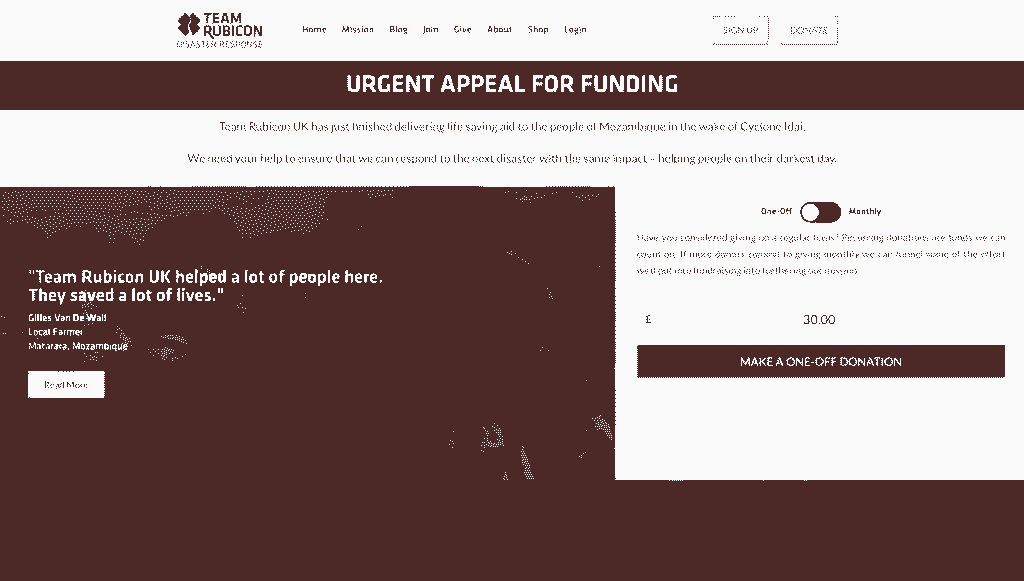 TEAM
RUBICON
DISASTER RESPONSE
Home Mission Blog Join Give About Shop Login
SIGN UP DONATE
URGENT APPEAL FOR FUNDING
Team Rubicon UK has just finished delivering life saving aid to the people of Mozambique in the wake of Cyclone Idai.
We need your help to ensure that we can respond to the next disaster with the same impact - helping people on their darkest day.
"Team Rubicon UK helped a lot of people here.
They saved a lot of lives."
Gilles Van De Wall
Local Farmer
Matarara, Mozambique
Read More
One-Off Monthly
Have you considered giving on a regular basis? Recurring donations are funds we can
count on. If more donors commit to giving monthly we can funnel some of the effort
we'd put into fundraising into furthering our mission.
£ 30.00
MAKE A ONE-OFF DONATION